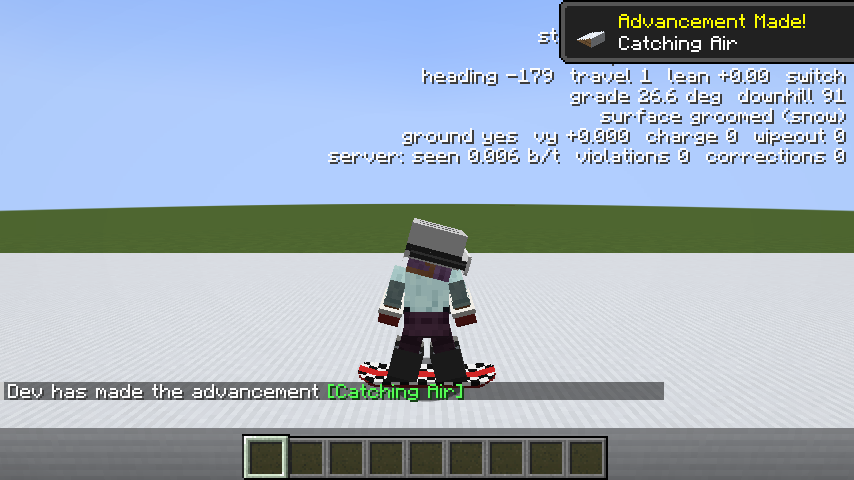 Advancement Made!
Catching Air
st
heading -179 travel 1 lean +0.00 switch
grade 26.6 deg downhill 91
surface groomed (snow)
ground yes vy +0.000 charge 0 wipeout 0
server: seen 0.006 b/t violations 0 corrections 0
Dev has made the advancement [Catching Air]